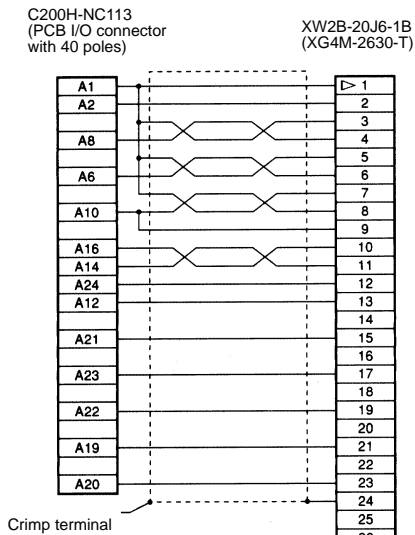 C200H-NC113
(PCB I/O connector
with 40 poles)
XW2B-20J6-1B
(XG4M-2630-T)
A1
A2
A8
A6
A10
A16
A14
A24
A12
A21
A23
A22
A19
A20
1
2
3
4
5
6
7
8
9
10
11
12
13
14
15
16
17
18
19
20
21
22
23
24
25
Crimp terminal